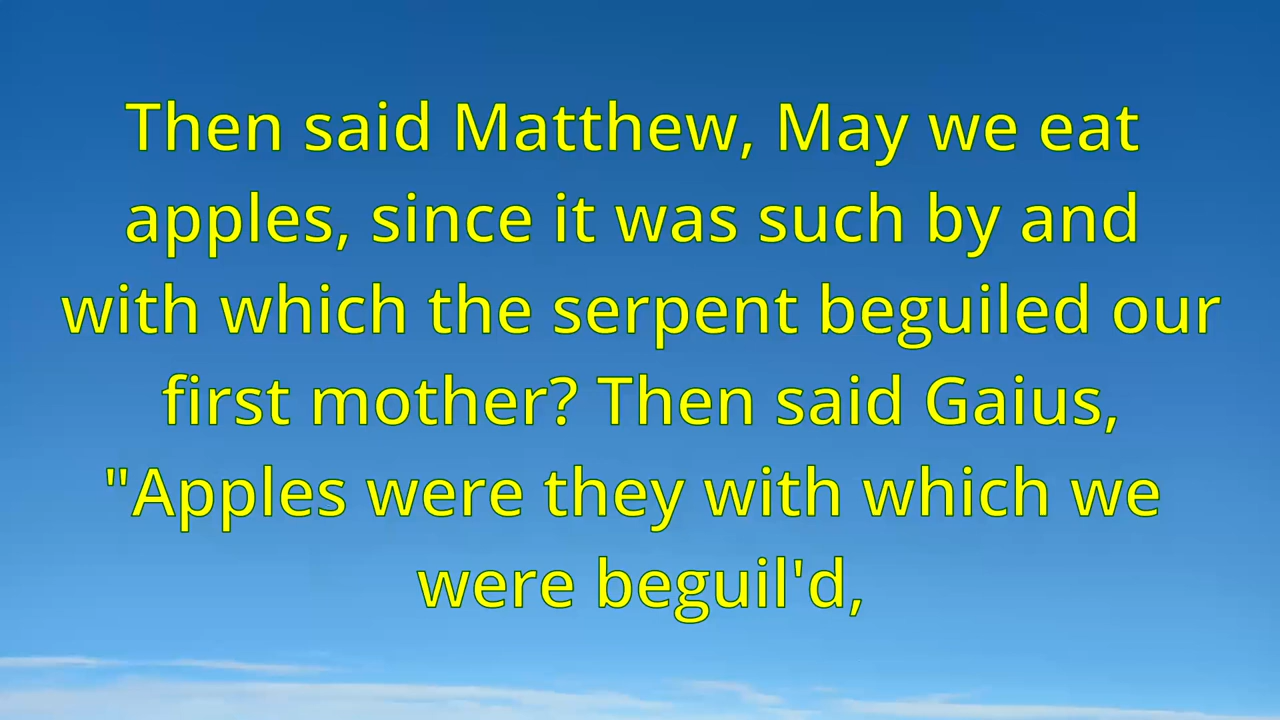 Then said Matthew, May we eat
apples, since it was such by and
with which the serpent beguiled our
first mother? Then said Gaius,
"Apples were they with which we
were beguil'd,